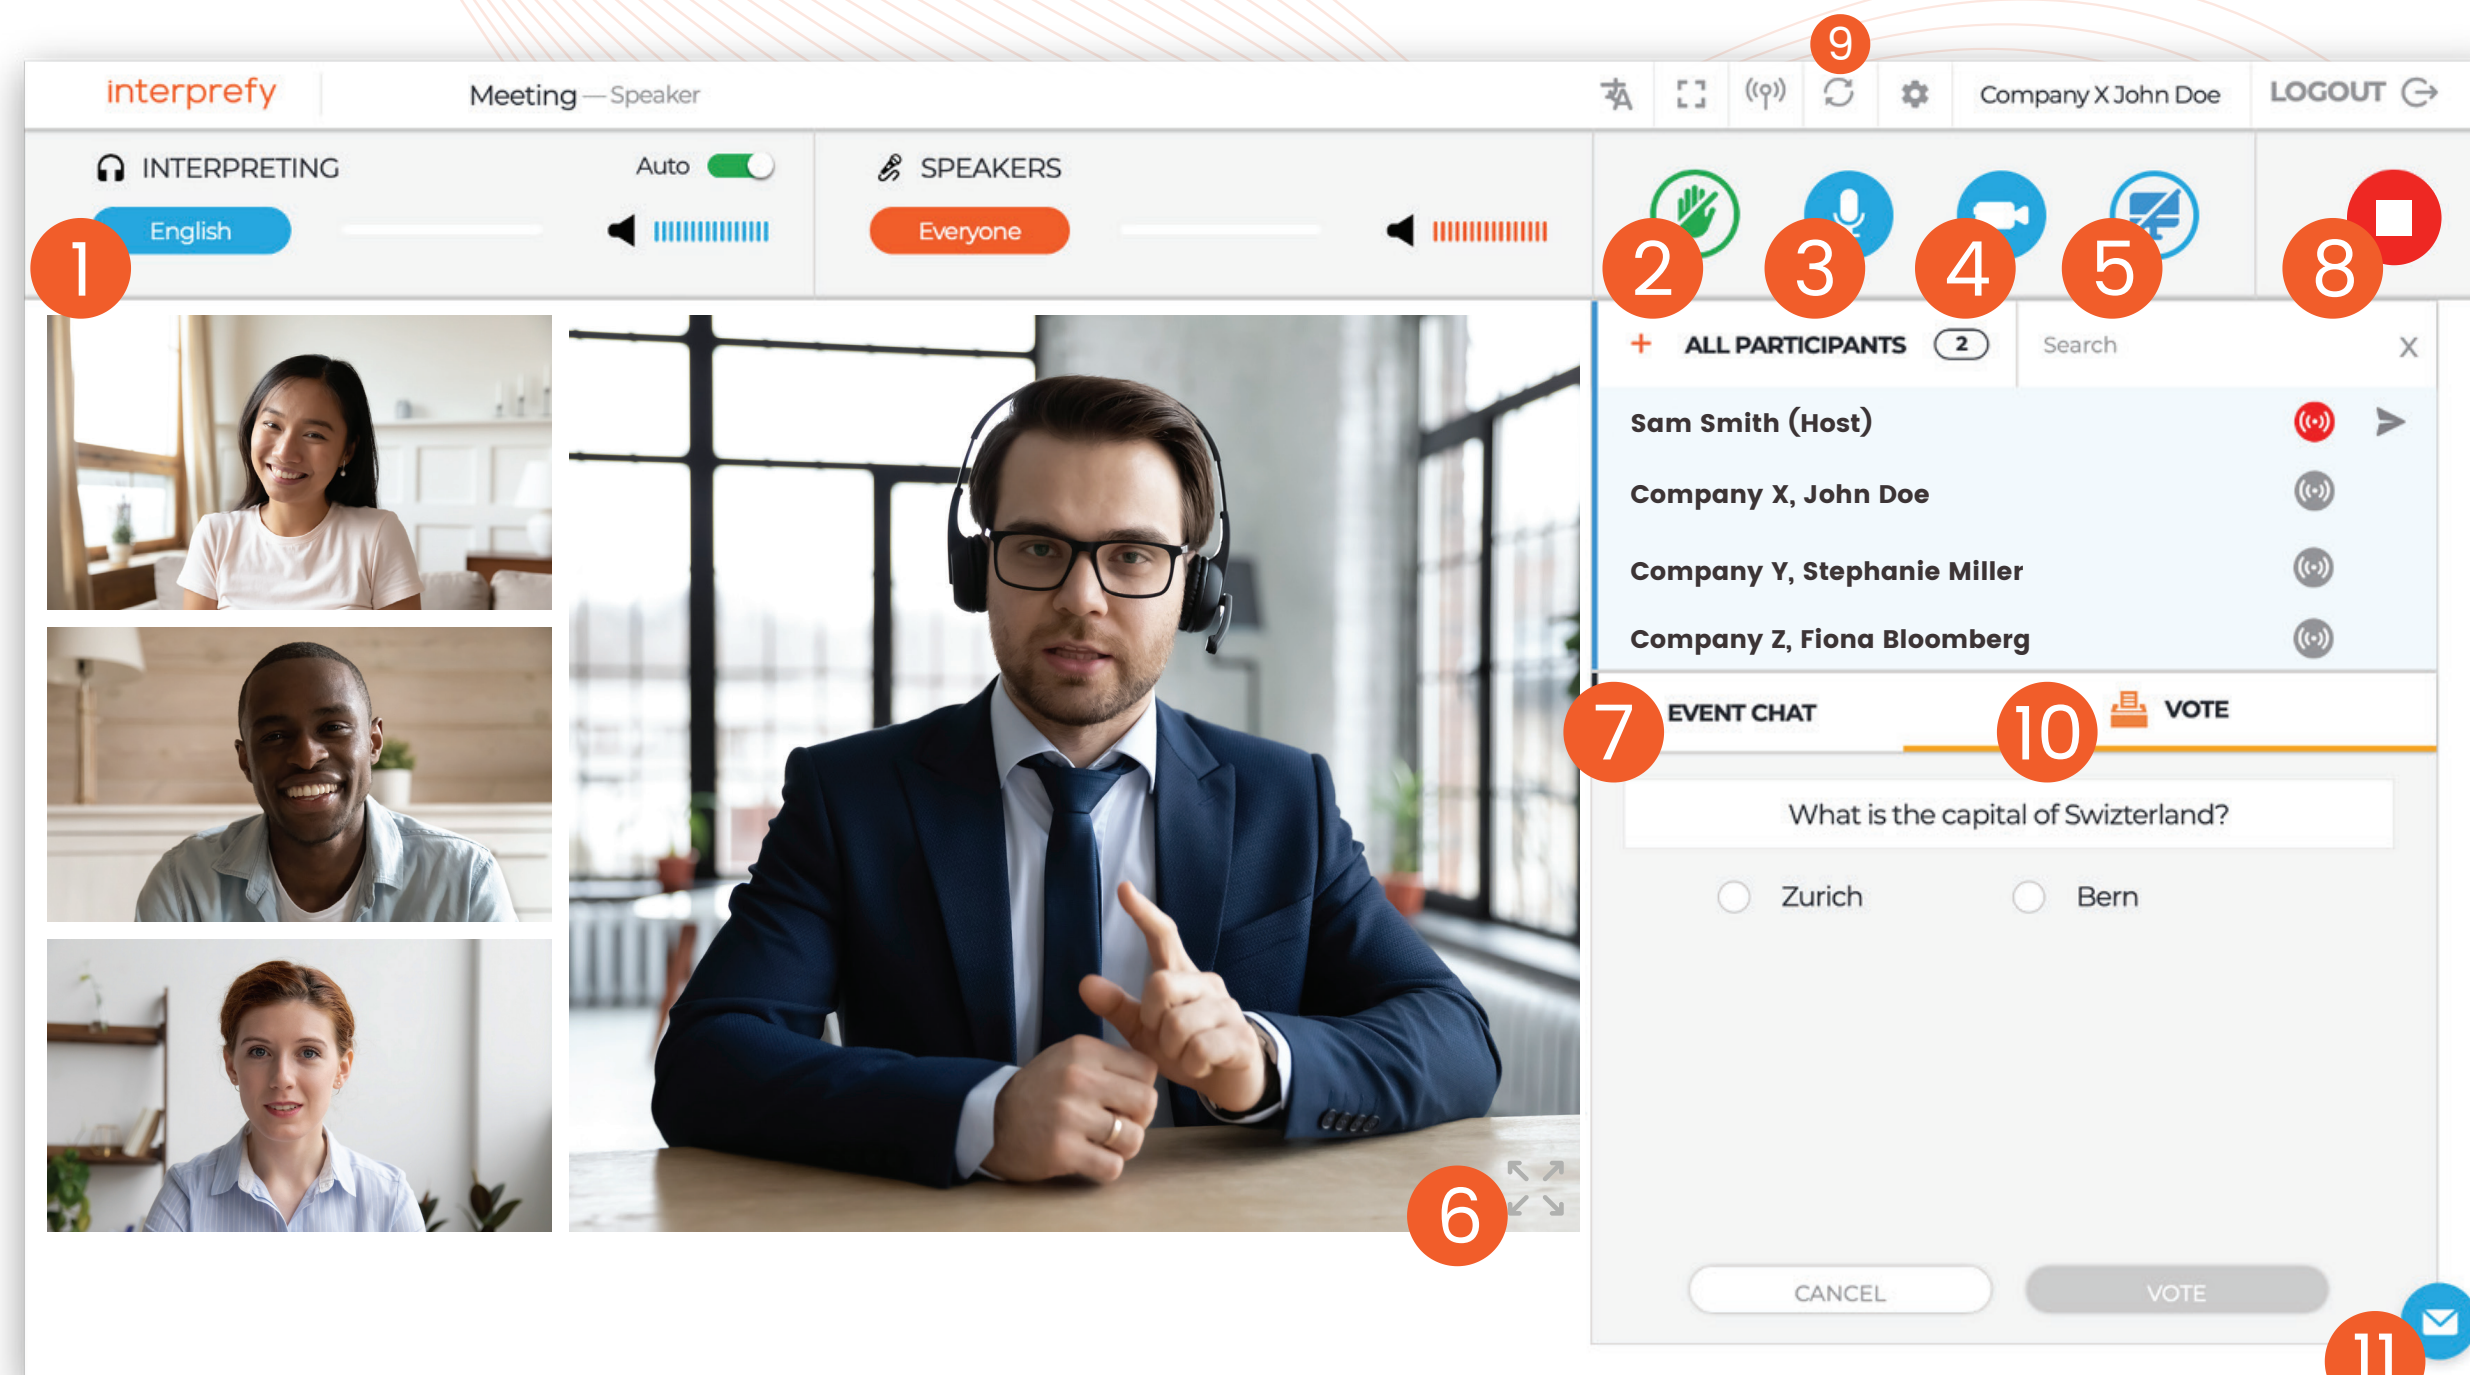 9
interprefy
Meeting — Speaker
Company X John Doe
LOGOUT
INTERPRETING
Auto
SPEAKERS
English
Everyone
1
2
3
4
5
8
+ ALL PARTICIPANTS 2
Search
X
Sam Smith (Host)
Company X, John Doe
Company Y, Stephanie Miller
Company Z, Fiona Bloomberg
7
EVENT CHAT
10
VOTE
What is the capital of Swizterland?
Zurich
Bern
6
CANCEL
VOTE
11